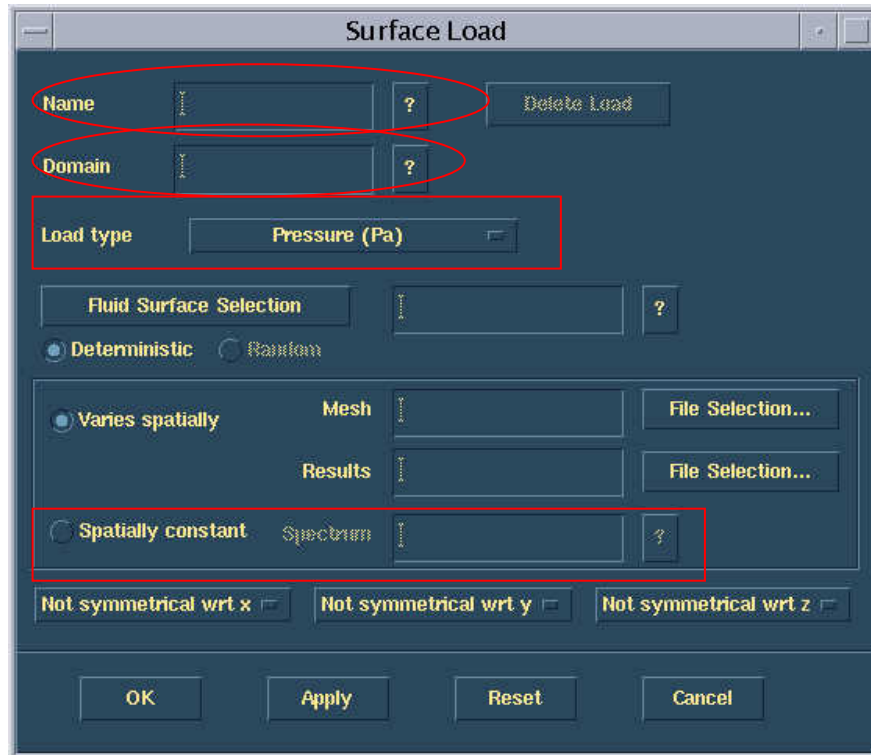 Surface Load
Name ? Delete Load
Domain ?
Load type Pressure (Pa)
Fluid Surface Selection ?
Deterministic Random
Varies spatially Mesh File Selection...
Results File Selection...
Spatially constant Spectrum ?
Not symmetrical wrt x Not symmetrical wrt y Not symmetrical wrt z
OK Apply Reset Cancel